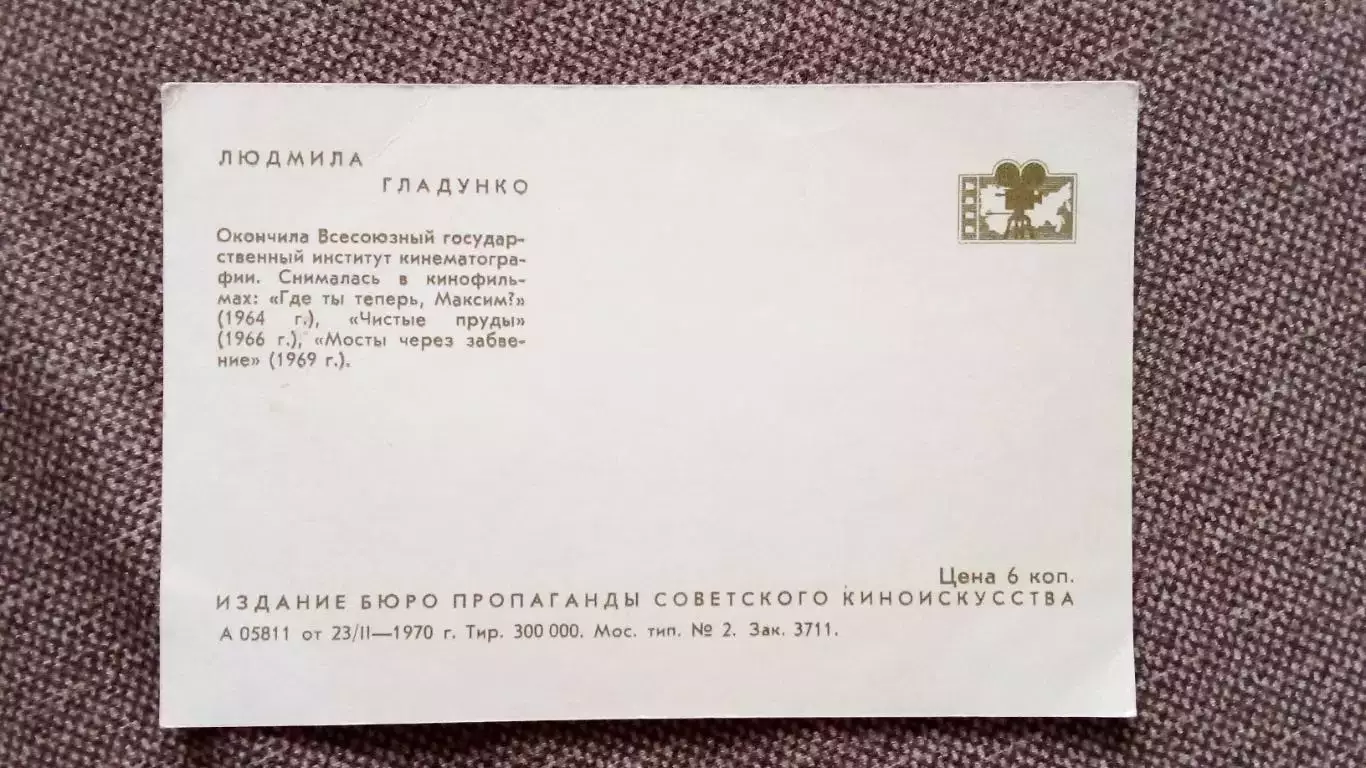 ЛЮДМИЛА
ГЛАДУНКО
Окончила Всесоюзный государ-
ственный институт кинематогра-
фии. Снималась в кинофиль-
мах: «Где ты теперь, Максим?»
(1964 г.), «Чистые пруды»
(1966 г.), «Мосты через забве-
ние» (1969 г.).
Цена 6 коп.
ИЗДАНИЕ БЮРО ПРОПАГАНДЫ СОВЕТСКОГО КИНОИСКУССТВА
А 05811 от 23/II—1970 г. Тир. 300 000. Мос. тип. № 2. Зак. 3711.